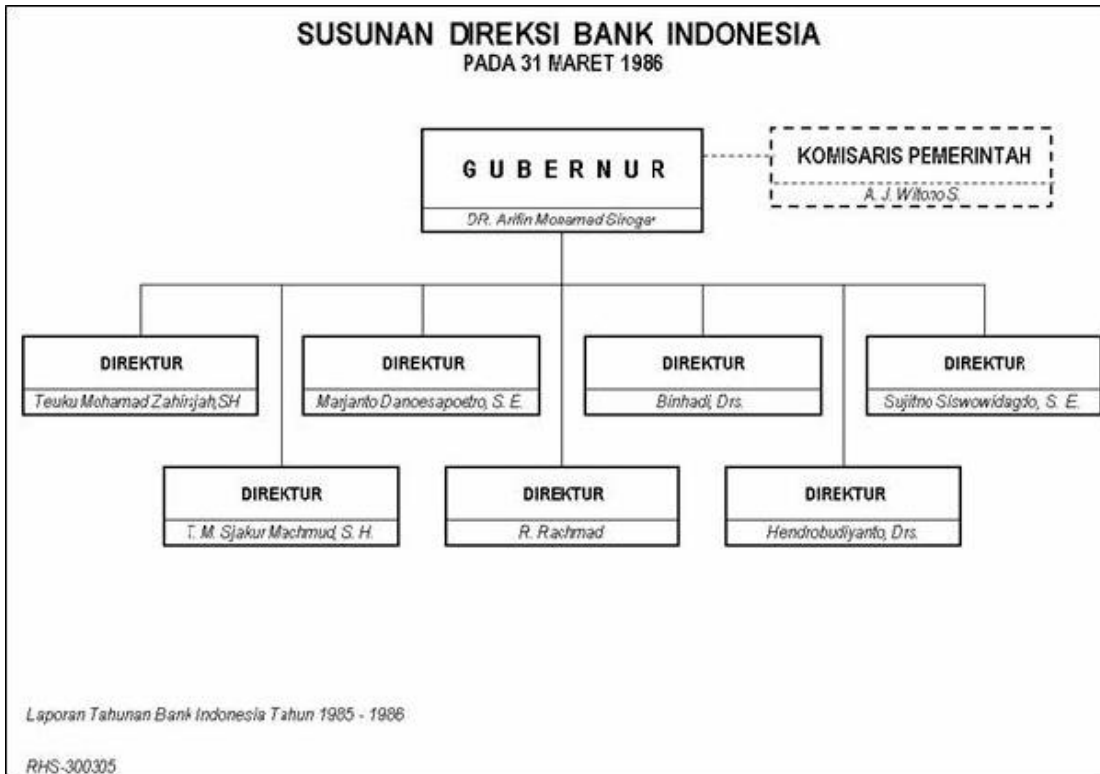 SUSUNAN DIREKSI BANK INDONESIA
PADA 31 MARET 1986
GUBERNUR
DR. Arifin Mohamad Siregar
KOMISARIS PEMERINTAH
A. J. Witono S.
DIREKTUR
Teuku Mohamad Zahirsjah,SH
DIREKTUR
Marjanto Danoesapoetro, S. E.
DIREKTUR
Binhadi, Drs.
DIREKTUR
Sujitno Siswowidagdo, S. E.
DIREKTUR
T. M. Sjakur Machmud, S. H.
DIREKTUR
R. Rachmad
DIREKTUR
Hendrobudiyanto, Drs.
Laporan Tahunan Bank Indonesia Tahun 1985 - 1986
RHS-300305